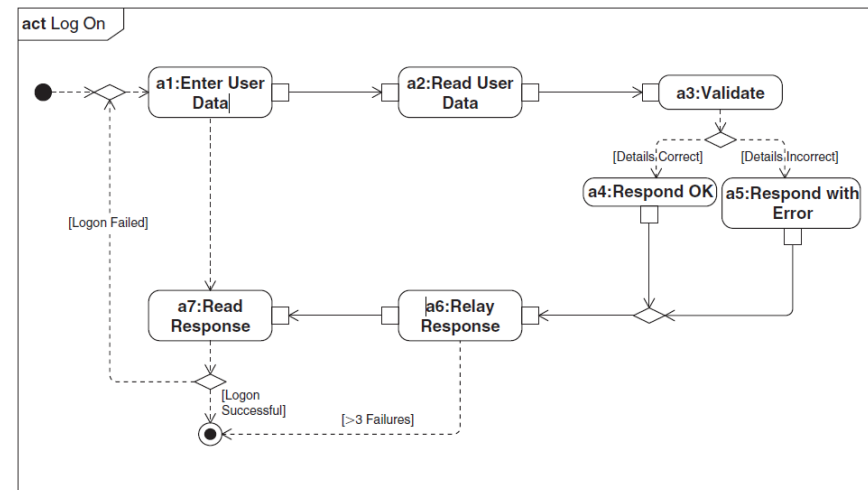 act Log On
a1:Enter User
Data
a2:Read User
Data
a3:Validate
[Details Correct]
[Details Incorrect]
a4:Respond OK
a5:Respond with
Error
[Logon Failed]
a7:Read
Response
a6:Relay
Response
[Logon
Successful]
[>3 Failures]